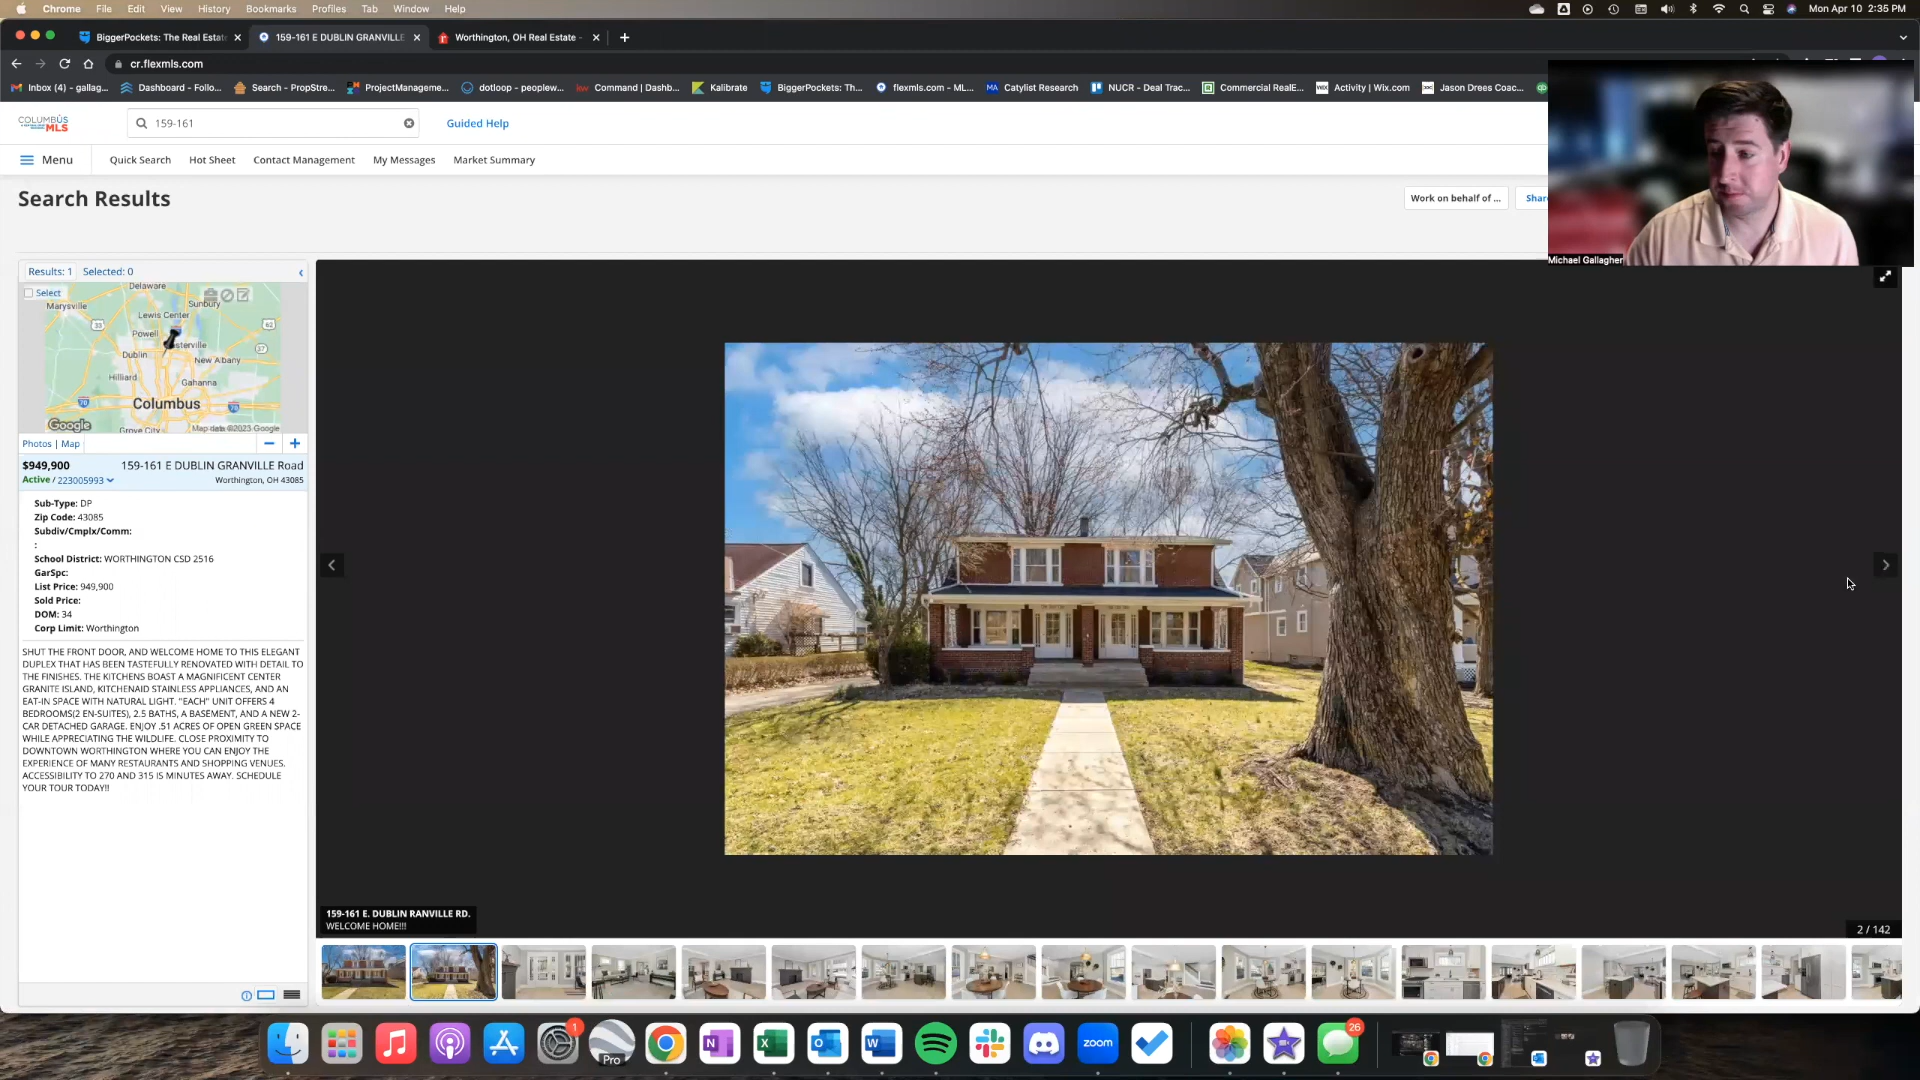 Chrome File Edit View History Bookmarks Profiles Tab Window Help
Mon Apr 10 2:35 PM
BiggerPockets: The Real Estat
159-161 E DUBLIN GRANVILLE
Worthington, OH Real Estate -
cr.flexmls.com
Inbox (4) - gallag...
Dashboard - Follo...
Search - PropStre...
ProjectManageme...
dotloop - peoplew...
Command | Dashb...
Kalibrate
BiggerPockets: Th...
flexmls.com - ML...
Catylist Research
NUCR - Deal Trac...
Commercial RealE...
Activity | Wix.com
Jason Drees Coac...
COLUMBUS
MLS
159-161
Guided Help
Menu
Quick Search
Hot Sheet
Contact Management
My Messages
Market Summary
Search Results
Work on behalf of ...
Shar
Michael Gallagher
Results: 1 Selected: 0
Select
Delaware
Marysville
Sunbury
33
Lewis Center
62
Powell
sterville
37
Dublin
New Albany
Hilliard
Gahanna
70
Columbus
70
Google
Grove City
Map data ©2023 Google
Photos | Map
$949,900 159-161 E DUBLIN GRANVILLE Road
Active / 223005993 Worthington, OH 43085
Sub-Type: DP
Zip Code: 43085
Subdiv/Cmplx/Comm:
:
School District: WORTHINGTON CSD 2516
GarSpc:
List Price: 949,900
Sold Price:
DOM: 34
Corp Limit: Worthington
SHUT THE FRONT DOOR, AND WELCOME HOME TO THIS ELEGANT
DUPLEX THAT HAS BEEN TASTEFULLY RENOVATED WITH DETAIL TO
THE FINISHES. THE KITCHENS BOAST A MAGNIFICENT CENTER
GRANITE ISLAND, KITCHENAID STAINLESS APPLIANCES, AND AN
EAT-IN SPACE WITH NATURAL LIGHT. "EACH" UNIT OFFERS 4
BEDROOMS(2 EN-SUITES), 2.5 BATHS, A BASEMENT, AND A NEW 2-
CAR DETACHED GARAGE. ENJOY .51 ACRES OF OPEN GREEN SPACE
WHILE APPRECIATING THE WILDLIFE. CLOSE PROXIMITY TO
DOWNTOWN WORTHINGTON WHERE YOU CAN ENJOY THE
EXPERIENCE OF MANY RESTAURANTS AND SHOPPING VENUES.
ACCESSIBILITY TO 270 AND 315 IS MINUTES AWAY. SCHEDULE
YOUR TOUR TODAY!!
159-161 E. DUBLIN RANVILLE RD.
WELCOME HOME!!!
2 / 142
1
Pro
zoom
26